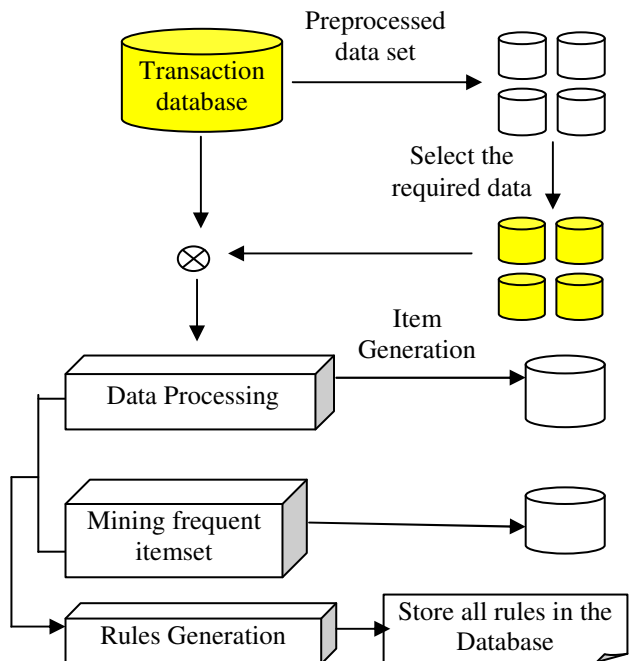 Preprocessed
data set
Transaction
database
Select the
required data
Item
Generation
Data Processing
Mining frequent
itemset
Rules Generation
Store all rules in the
Database